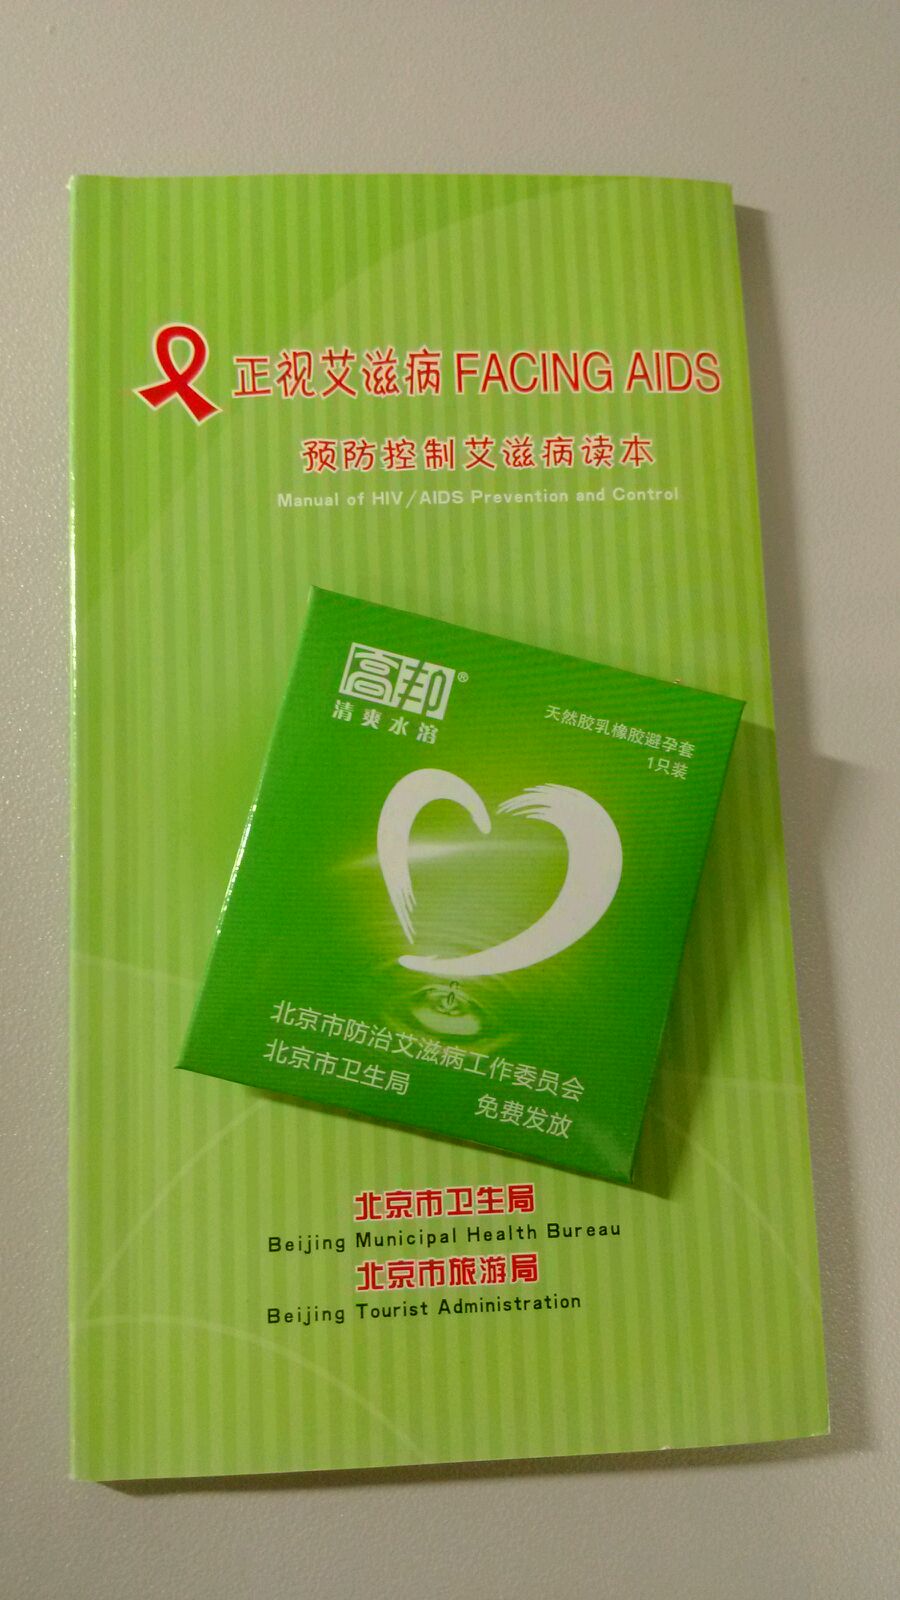 正视艾滋病 FACING AIDS
预防控制艾滋病读本
Manual of HIV/AIDS Prevention and Control
高邦®
清爽水溶
天然胶乳橡胶避孕套
1只装
北京市防治艾滋病工作委员会
北京市卫生局 免费发放
北京市卫生局
Beijing Municipal Health Bureau
北京市旅游局
Beijing Tourist Administration